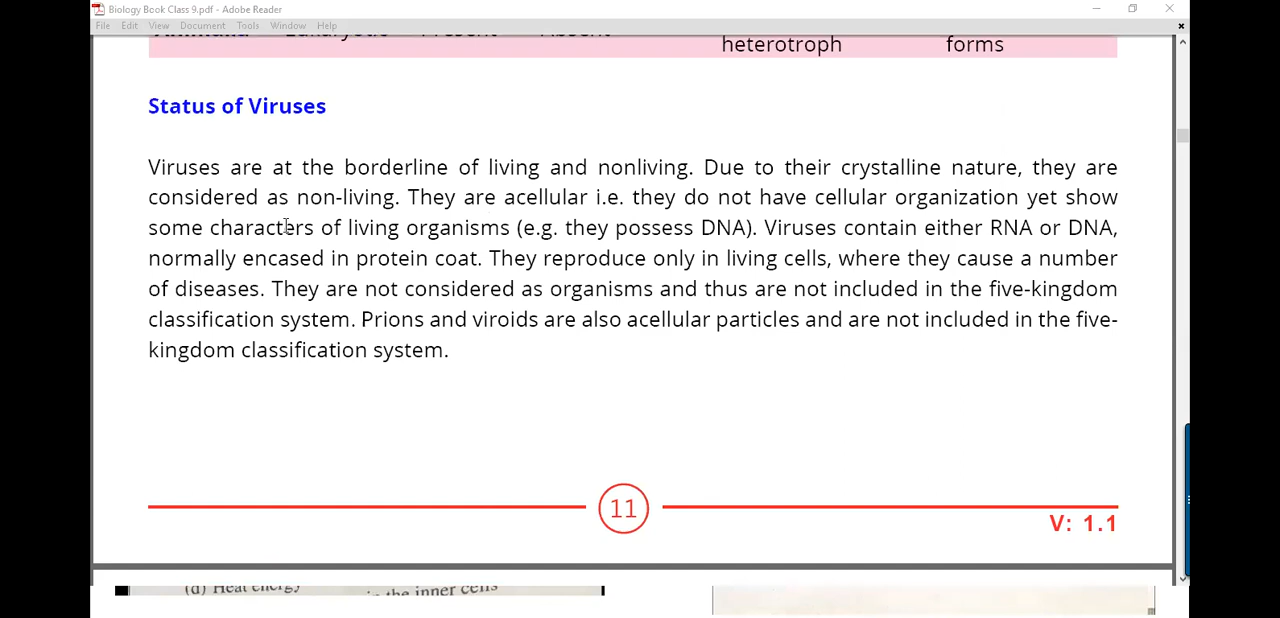 Biology Book Class 9.pdf - Adobe Reader
File Edit View Document Tools Window Help
heterotroph forms
Status of Viruses
Viruses are at the borderline of living and nonliving. Due to their crystalline nature, they are
considered as non-living. They are acellular i.e. they do not have cellular organization yet show
some characters of living organisms (e.g. they possess DNA). Viruses contain either RNA or DNA,
normally encased in protein coat. They reproduce only in living cells, where they cause a number
of diseases. They are not considered as organisms and thus are not included in the five-kingdom
classification system. Prions and viroids are also acellular particles and are not included in the five-
kingdom classification system.
11
V: 1.1
(d) Heat energy
in the inner cells